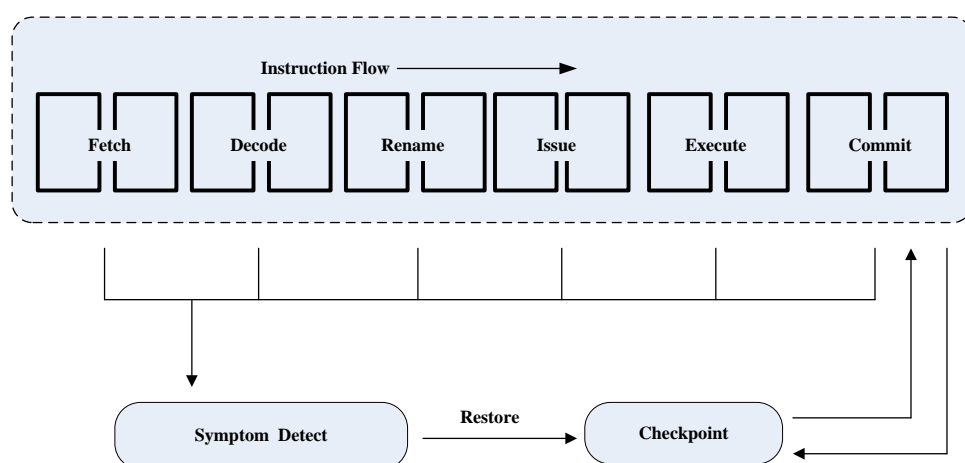 Instruction Flow
Fetch Decode Rename Issue Execute Commit
Restore
Symptom Detect Checkpoint